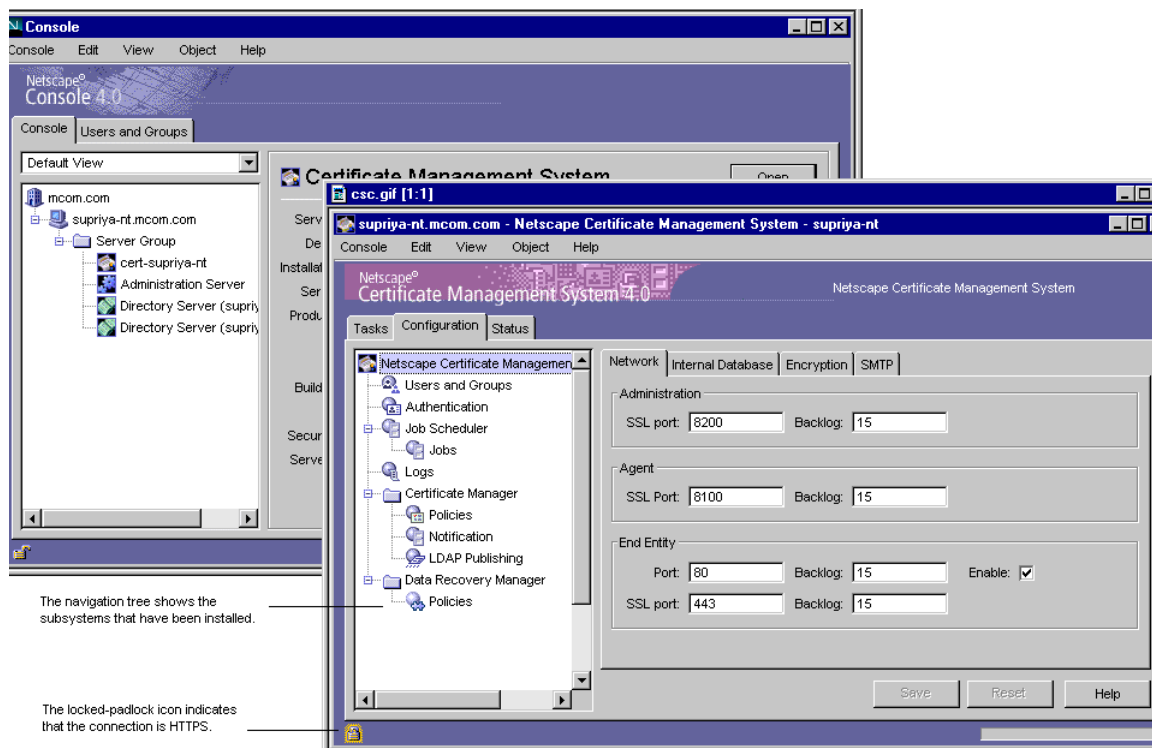 Console
Console Edit View Object Help
Netscape®
Console 4.0
Console Users and Groups
Default View
mcom.com
supriya-nt.mcom.com
Server Group
cert-supriya-nt
Administration Server
Directory Server (supriy
Directory Server (supriy
Certificate Management System
Open
Serv
De
Installat
Ser
Produ
Build
Secur
Serve
csc.gif [1:1]
supriya-nt.mcom.com - Netscape Certificate Management System - supriya-nt
Console Edit View Object Help
Netscape®
Certificate Management System 4.0
Netscape Certificate Management System
Tasks Configuration Status
Netscape Certificate Managemen
Users and Groups
Authentication
Job Scheduler
Jobs
Logs
Certificate Manager
Policies
Notification
LDAP Publishing
Data Recovery Manager
Policies
Network Internal Database Encryption SMTP
Administration
SSL port: 8200 Backlog: 15
Agent
SSL Port: 8100 Backlog: 15
End Entity
Port: 80 Backlog: 15 Enable:
SSL port: 443 Backlog: 15
Save Reset Help
The navigation tree shows the
subsystems that have been installed.
The locked-padlock icon indicates
that the connection is HTTPS.